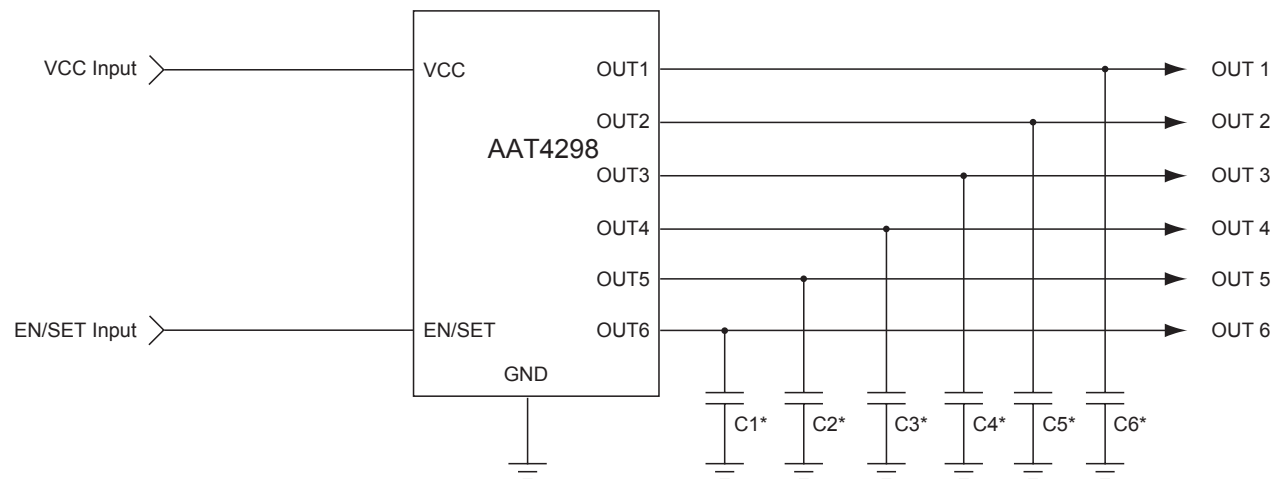 VCC Input
VCC
OUT1
OUT 1
OUT2
OUT 2
AAT4298
OUT3
OUT 3
OUT4
OUT 4
OUT5
OUT 5
EN/SET Input
EN/SET
OUT6
OUT 6
GND
C1*
C2*
C3*
C4*
C5*
C6*